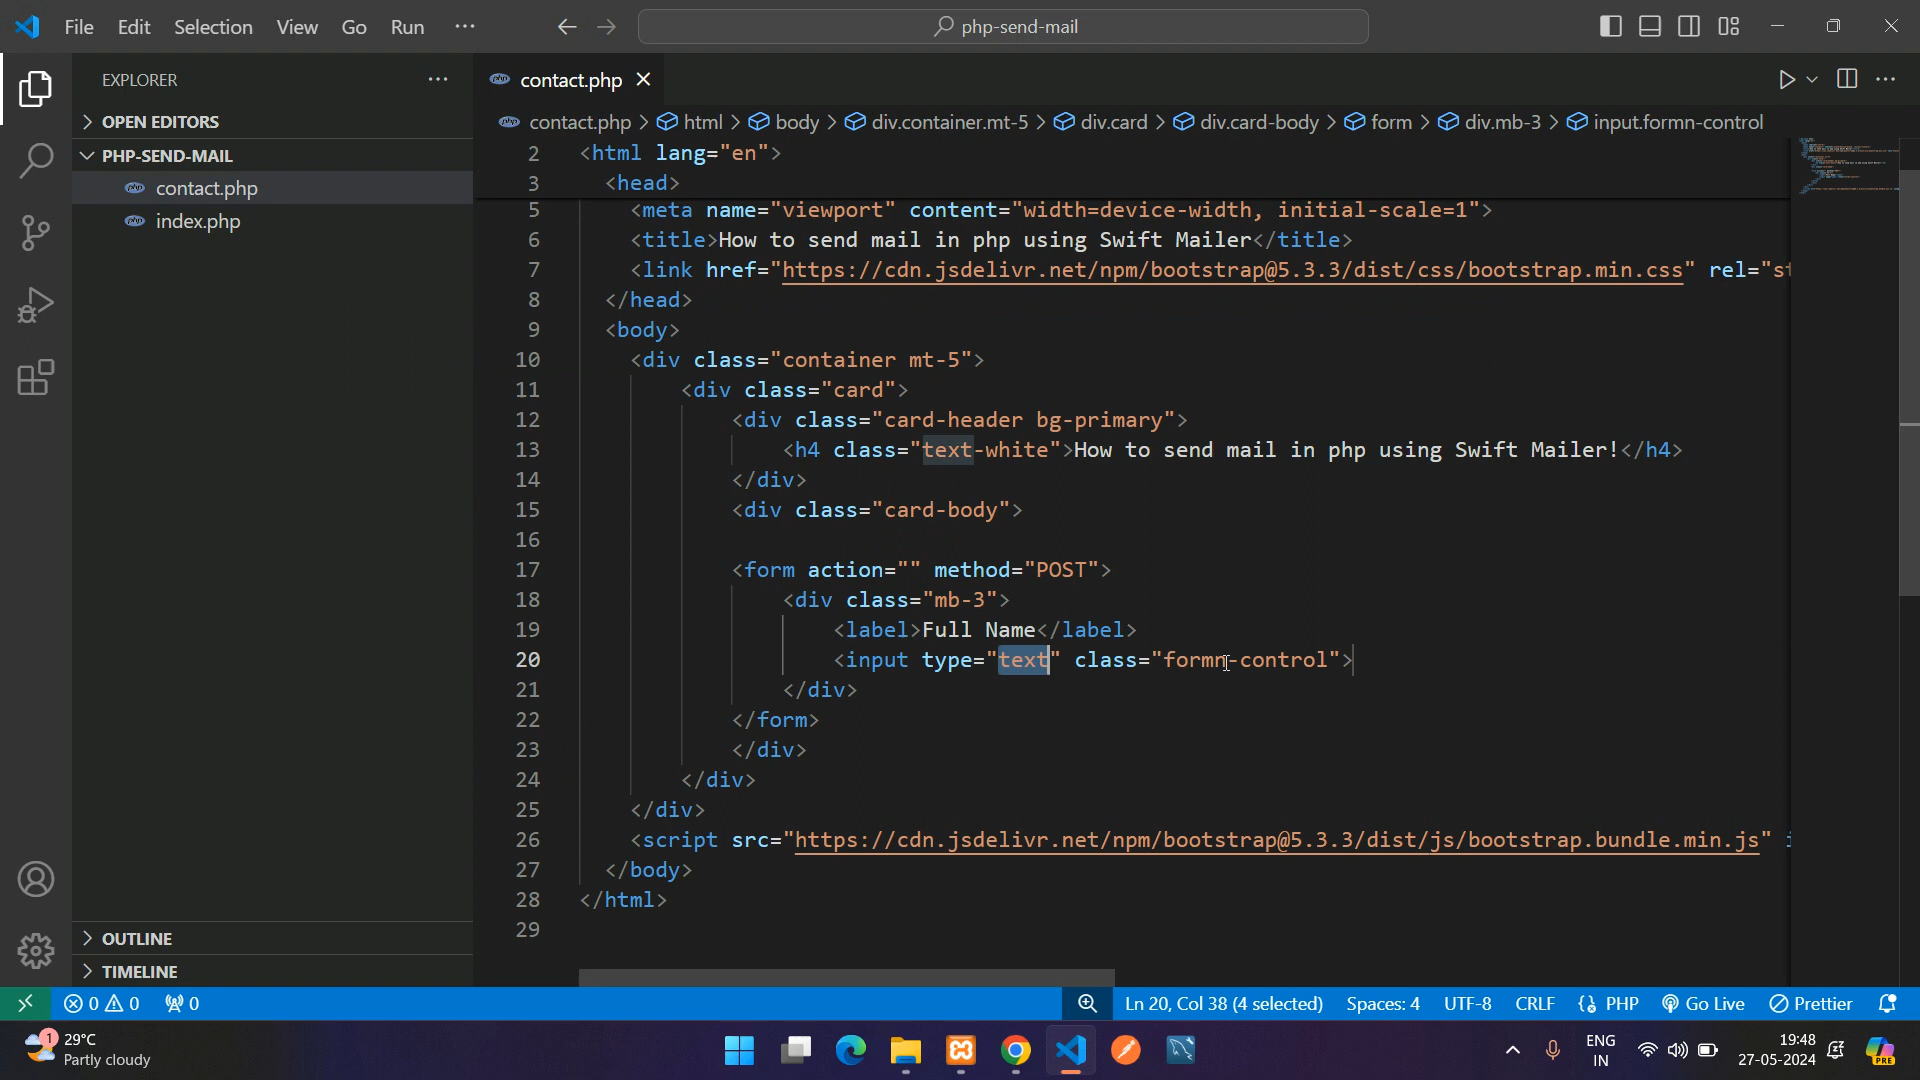 File Edit Selection View Go Run ··· php-send-mail
EXPLORER ···
OPEN EDITORS
PHP-SEND-MAIL
php contact.php
php index.php
OUTLINE
TIMELINE
php contact.php
php contact.php > html > body > div.container.mt-5 > div.card > div.card-body > form > div.mb-3 > input.formn-control
2 <html lang="en">
3 <head>
5 <meta name="viewport" content="width=device-width, initial-scale=1">
6 <title>How to send mail in php using Swift Mailer</title>
7 <link href="https://cdn.jsdelivr.net/npm/bootstrap@5.3.3/dist/css/bootstrap.min.css" rel="st
8 </head>
9 <body>
10 <div class="container mt-5">
11 <div class="card">
12 <div class="card-header bg-primary">
13 <h4 class="text-white">How to send mail in php using Swift Mailer!</h4>
14 </div>
15 <div class="card-body">
16
17 <form action="" method="POST">
18 <div class="mb-3">
19 <label>Full Name</label>
20 <input type="text" class="formn-control">
21 </div>
22 </form>
23 </div>
24 </div>
25 </div>
26 <script src="https://cdn.jsdelivr.net/npm/bootstrap@5.3.3/dist/js/bootstrap.bundle.min.js" i
27 </body>
28 </html>
29
0 0 0 Ln 20, Col 38 (4 selected) Spaces: 4 UTF-8 CRLF {} PHP Go Live Prettier
1 29°C
Partly cloudy
ENG
IN
19:48
27-05-2024
PRE